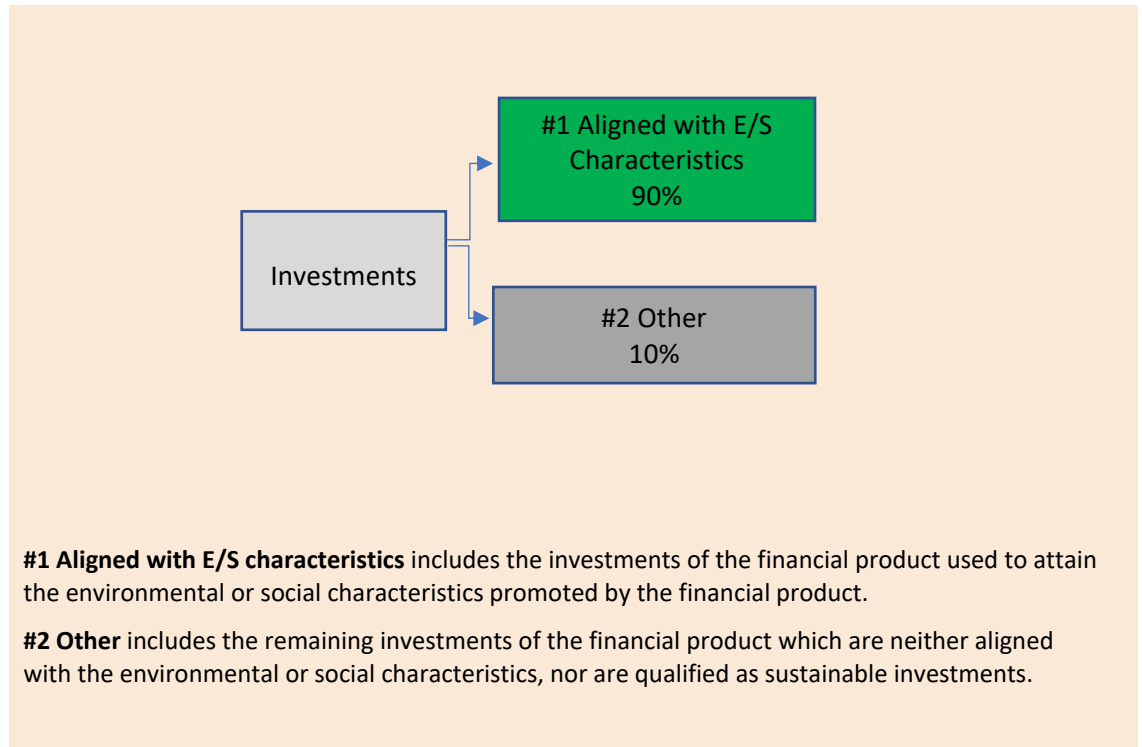 #1 Aligned with E/S
Characteristics
90%
Investments
#2 Other
10%
#1 Aligned with E/S characteristics includes the investments of the financial product used to attain
the environmental or social characteristics promoted by the financial product.
#2 Other includes the remaining investments of the financial product which are neither aligned
with the environmental or social characteristics, nor are qualified as sustainable investments.